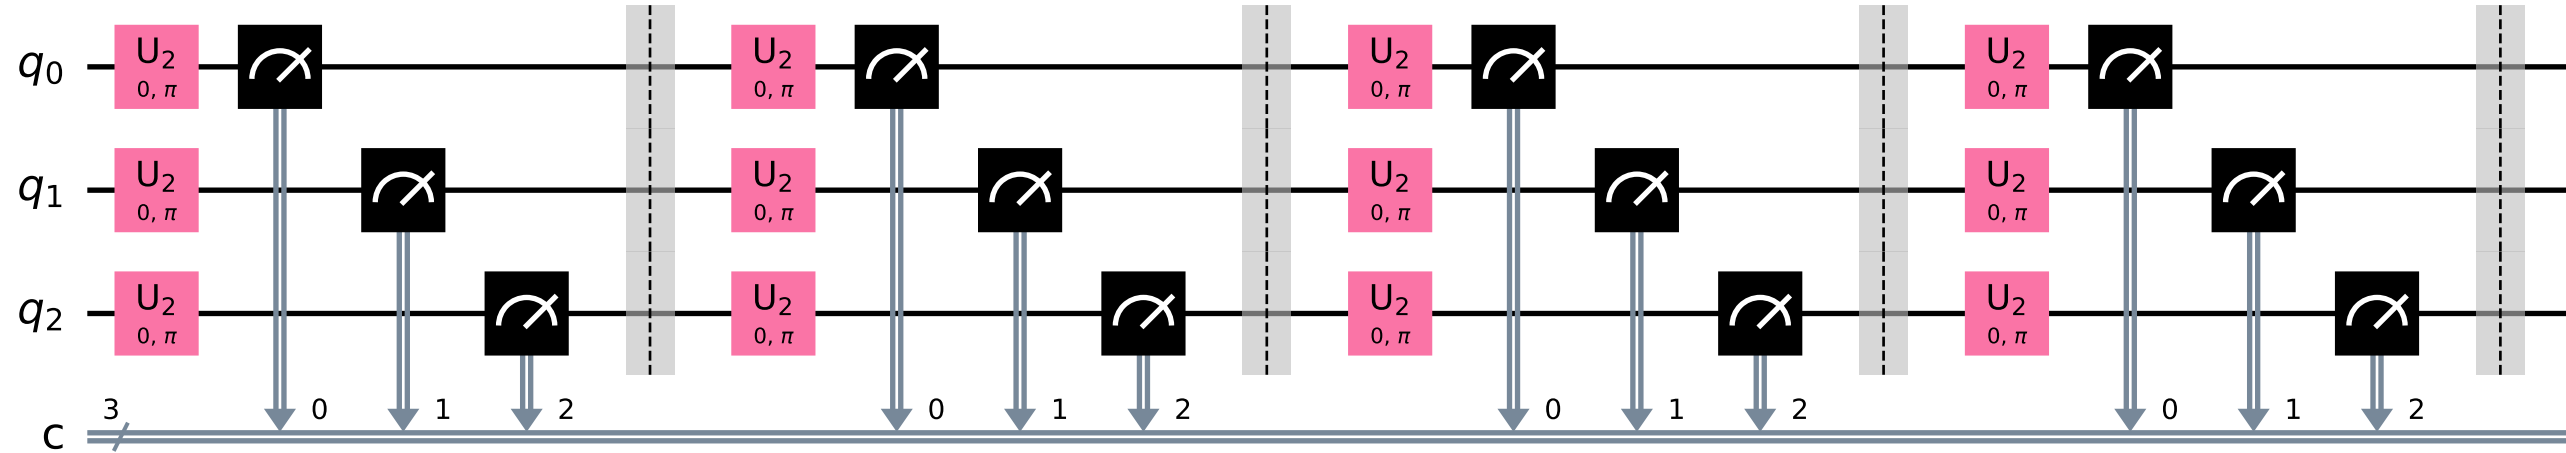 q0 U2 0, π U2 0, π U2 0, π U2 0, π
q1 U2 0, π U2 0, π U2 0, π U2 0, π
q2 U2 0, π U2 0, π U2 0, π U2 0, π
3 0 1 2 0 1 2 0 1 2 0 1 2
c